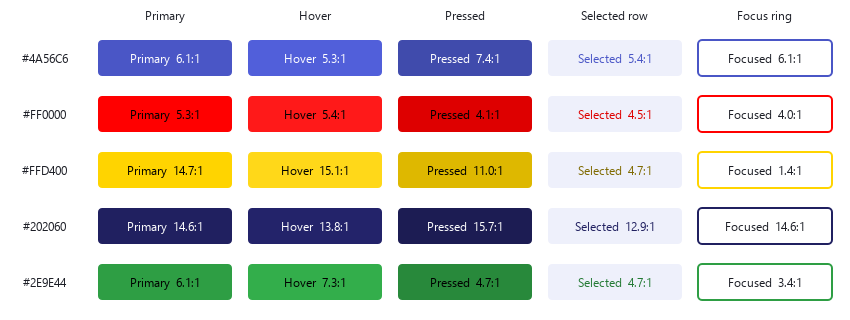 Primary Hover Pressed Selected row Focus ring
#4A56C6 Primary 6.1:1 Hover 5.3:1 Pressed 7.4:1 Selected 5.4:1 Focused 6.1:1
#FF0000 Primary 5.3:1 Hover 5.4:1 Pressed 4.1:1 Selected 4.5:1 Focused 4.0:1
#FFD400 Primary 14.7:1 Hover 15.1:1 Pressed 11.0:1 Selected 4.7:1 Focused 1.4:1
#202060 Primary 14.6:1 Hover 13.8:1 Pressed 15.7:1 Selected 12.9:1 Focused 14.6:1
#2E9E44 Primary 6.1:1 Hover 7.3:1 Pressed 4.7:1 Selected 4.7:1 Focused 3.4:1